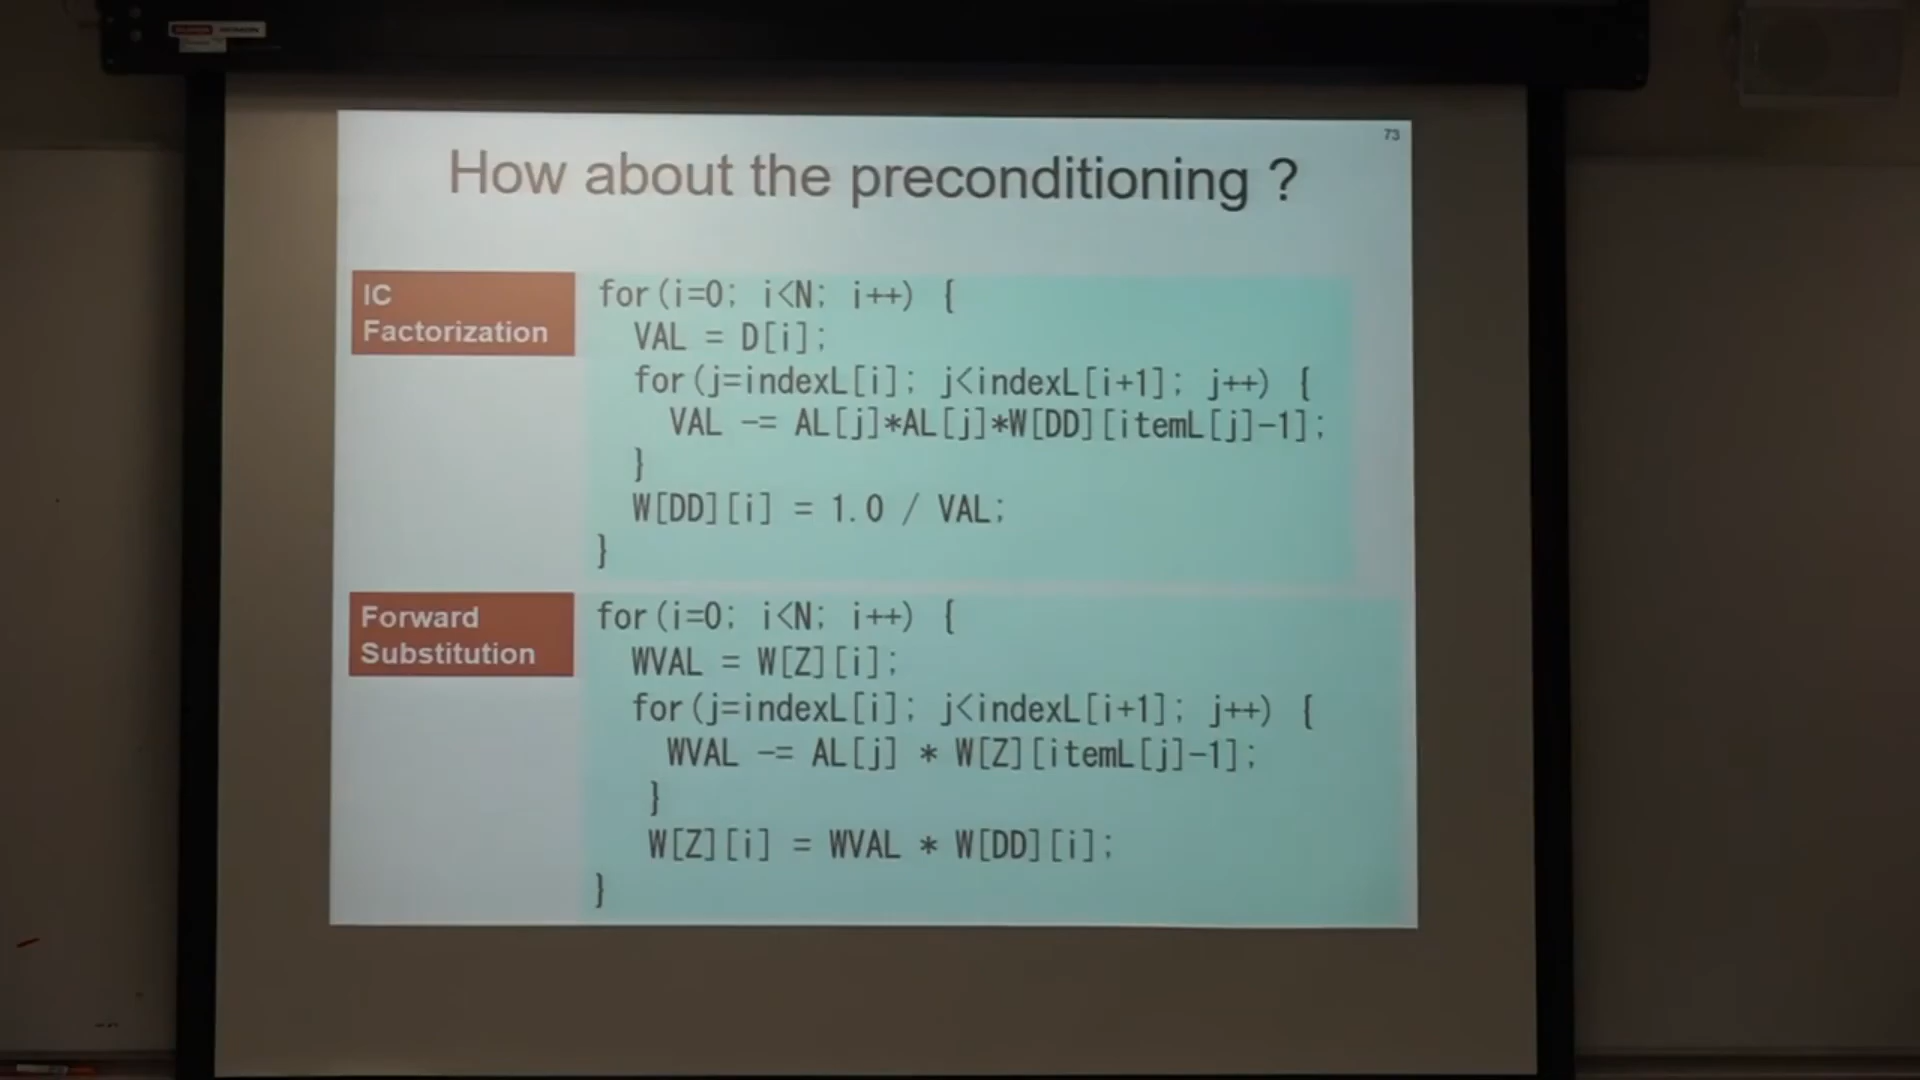 73
How about the preconditioning ?
IC
Factorization
for(i=0; i<N; i++) {
VAL = D[i];
for(j=indexL[i]; j<indexL[i+1]; j++) {
VAL -= AL[j]*AL[j]*W[DD][itemL[j]-1];
}
W[DD][i] = 1.0 / VAL;
}
Forward
Substitution
for(i=0; i<N; i++) {
WVAL = W[Z][i];
for(j=indexL[i]; j<indexL[i+1]; j++) {
WVAL -= AL[j] * W[Z][itemL[j]-1];
}
W[Z][i] = WVAL * W[DD][i];
}